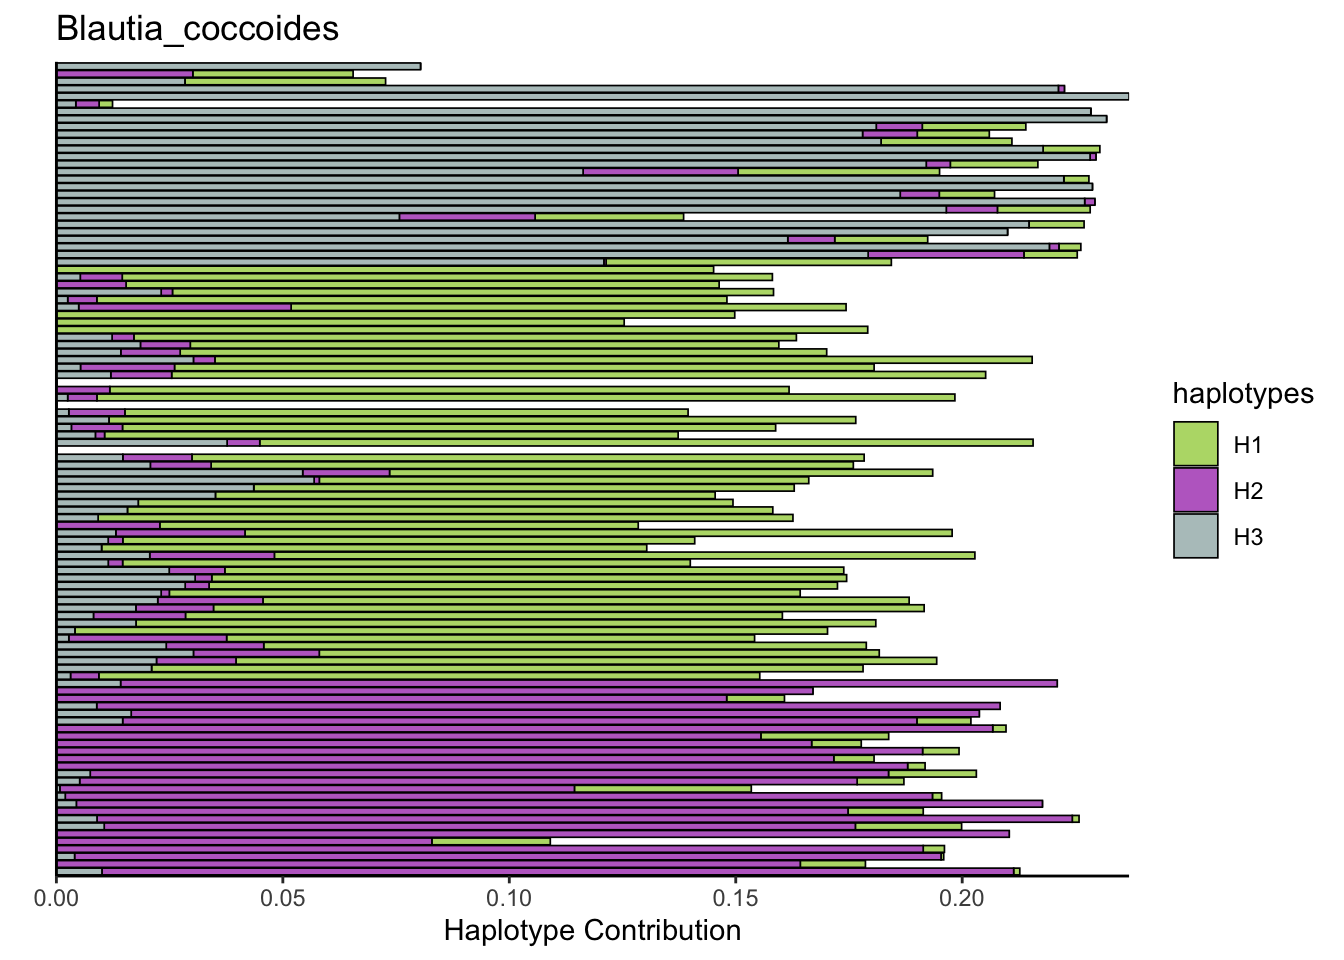 Blautia_coccoides
haplotypes
H1
H2
H3
0.00 0.05 0.10 0.15 0.20
Haplotype Contribution